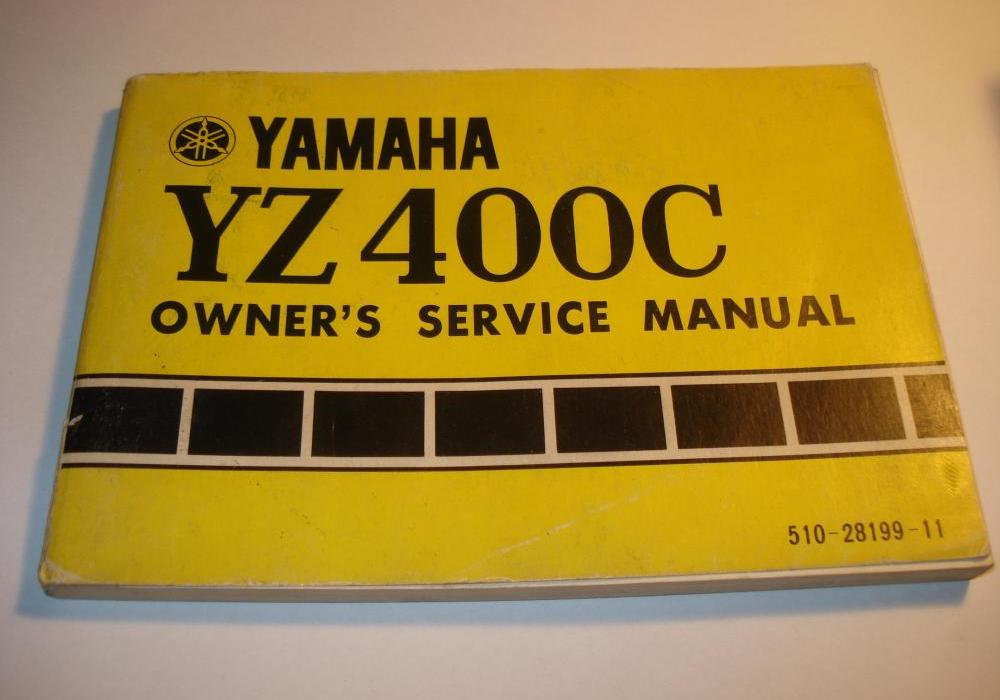 YAMAHA
YZ400C
OWNER'S SERVICE MANUAL
510-28199-11